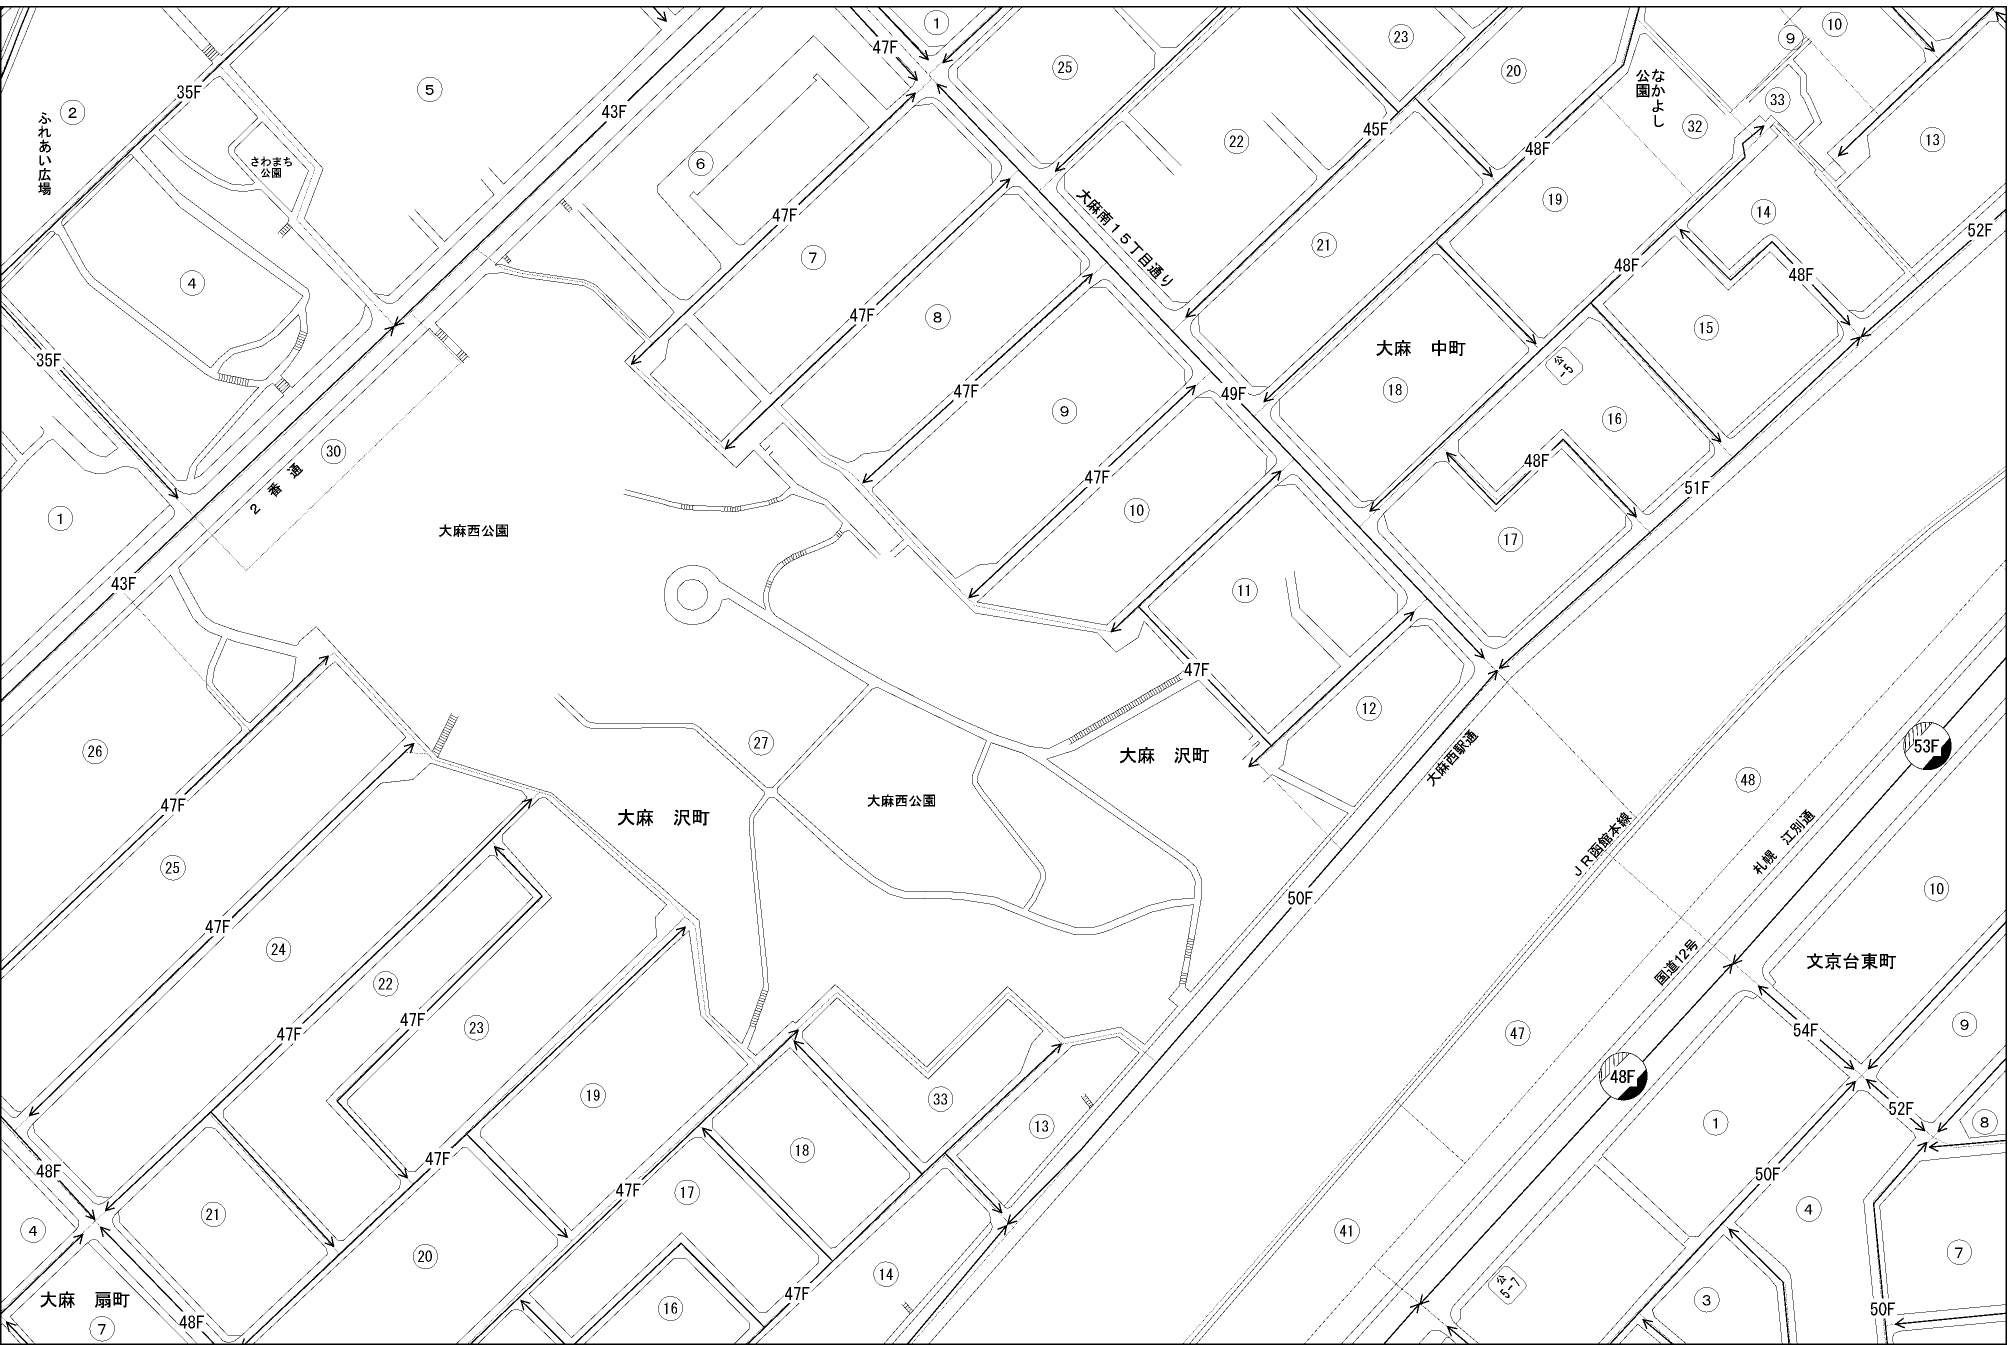 1
47F
25
23
20
9
10
なかよし
公園
33
35F
2
5
43F
ふれあい広場
さわまち
公園
6
22
45F
48F
32
13
47F
19
14
52F
7
大麻南15丁目通り
21
48F
48F
4
47F
8
15
35F
大麻 中町
公
-5
18
47F
49F
9
16
30
2番通
47F
48F
51F
1
大麻西公園
10
17
43F
11
47F
12
26
27
大麻 沢町
大麻西駅通
53F
48
47F
大麻 沢町
大麻西公園
JR函館本線
札幌 江別通
25
50F
10
47F
24
国道12号
文京台東町
22
47F
23
47F
47
54F
9
48F
19
33
52F
13
1
8
18
48F
47F
47F
17
50F
21
4
4
20
41
7
14
大麻 扇町
7
48F
16
47F
公
5-7
3
50F